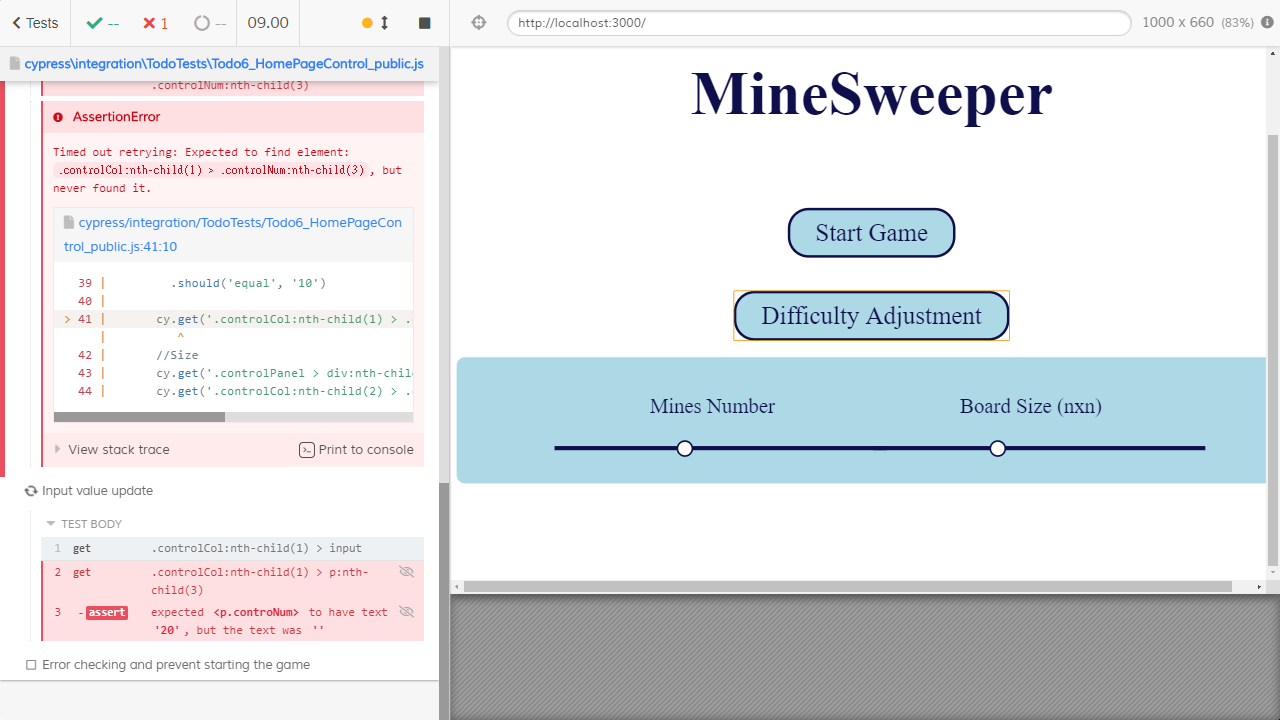 Tests
--
1
--
09.00
http://localhost:3000/
1000 x 660 (83%)
cypress\integration\TodoTests\Todo6_HomePageControl_public.js
.controlNum:nth-child(3)
AssertionError
Timed out retrying: Expected to find element:
.controlCol:nth-child(1) > .controlNum:nth-child(3), but
never found it.
cypress/integration/TodoTests/Todo6_HomePageCon
trol_public.js:41:10
39 | .should('equal', '10')
40 |
> 41 | cy.get('.controlCol:nth-child(1) > .
| ^
42 | //Size
43 | cy.get('.controlPanel > div:nth-chil
44 | cy.get('.controlCol:nth-child(2) > .
View stack trace
Print to console
Input value update
TEST BODY
1 get .controlCol:nth-child(1) > input
2 get .controlCol:nth-child(1) > p:nth-
child(3)
3 -assert expected <p.controNum> to have text
'20', but the text was ''
Error checking and prevent starting the game
MineSweeper
Start Game
Difficulty Adjustment
Mines Number
Board Size (nxn)